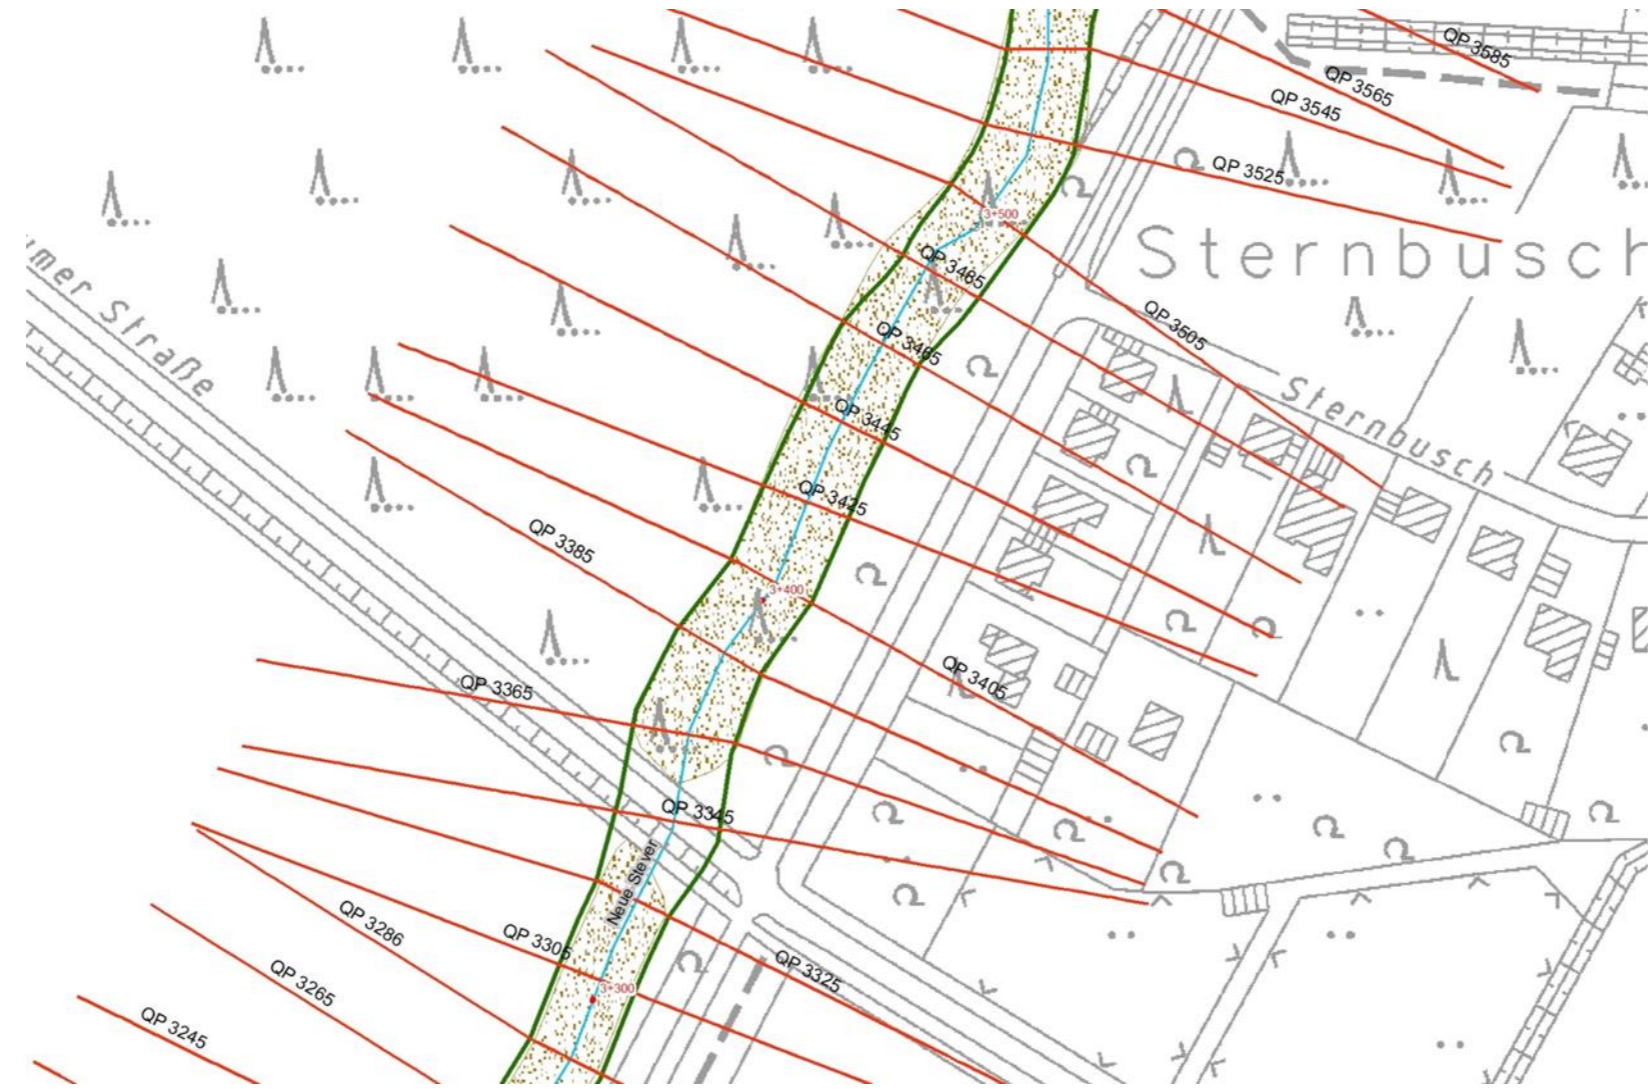 QP 3585
QP 3565
QP 3545
QP 3525
3+500
Sternbusch
QP 3485
umer Straße
QP 3505
QP 3465
Sternbusch
QP 3445
QP 3425
QP 3385
3+400
QP 3405
QP 3365
QP 3345
Neue Stever
QP 3286
QP 3305
QP 3325
QP 3265
3+300
QP 3245